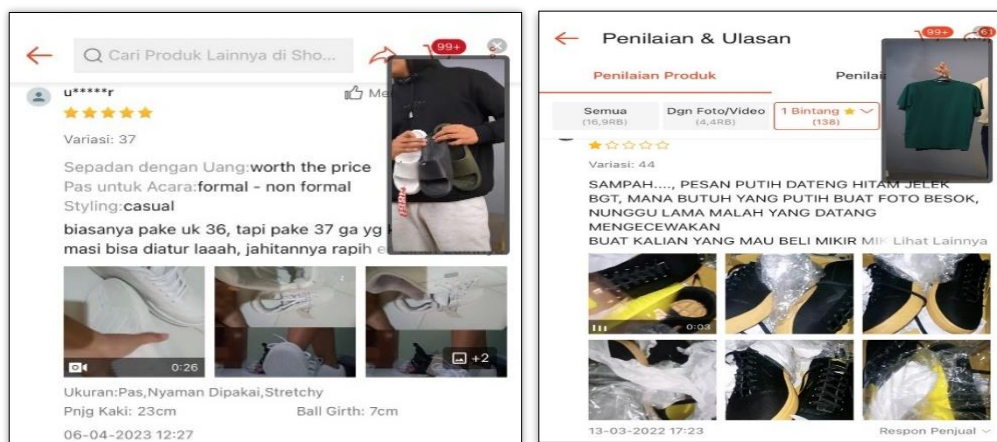 Cari Produk Lainnya di Sho...
99+
u*****r
Me
Variasi: 37
Sepadan dengan Uang:worth the price
Pas untuk Acara:formal - non formal
Styling:casual
biasanya pake uk 36, tapi pake 37 ga yg
masi bisa diatur laaah, jahitannya rapih
0:26
+2
Ukuran:Pas,Nyaman Dipakai,Stretchy
Pnjg Kaki: 23cm
Ball Girth: 7cm
06-04-2023 12:27
Penilaian & Ulasan
99+
61
Penilaian Produk
Penilai
Semua
(16,9RB)
Dgn Foto/Video
(4,4RB)
1 Bintang
(138)
Variasi: 44
SAMPAH...., PESAN PUTIH DATENG HITAM JELEK
BGT, MANA BUTUH YANG PUTIH BUAT FOTO BESOK,
NUNGGU LAMA MALAH YANG DATANG
MENGECEWAKAN
BUAT KALIAN YANG MAU BELI MIKIR MIK Lihat Lainnya
0:03
13-03-2022 17:23
Respon Penjual